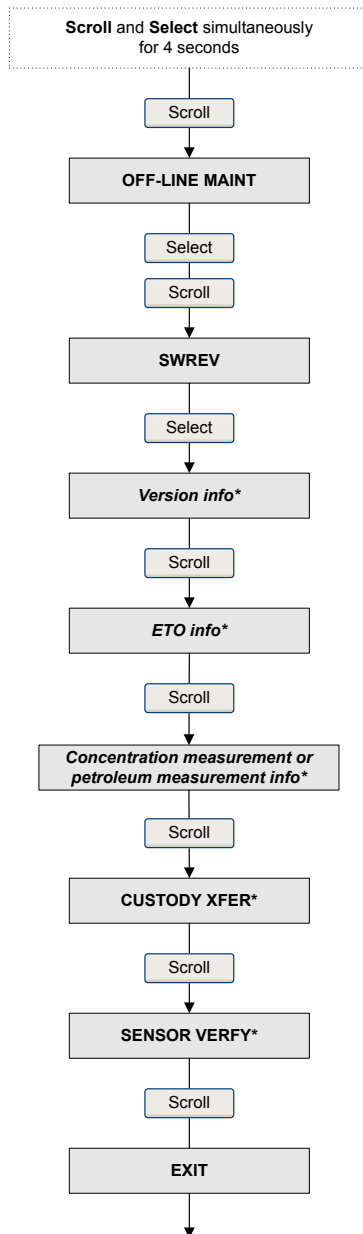 Scroll and Select simultaneously
for 4 seconds
Scroll
OFF-LINE MAINT
Select
Scroll
SWREV
Select
Version info*
Scroll
ETO info*
Scroll
Concentration measurement or
petroleum measurement info*
Scroll
CUSTODY XFER*
Scroll
SENSOR VERFY*
Scroll
EXIT